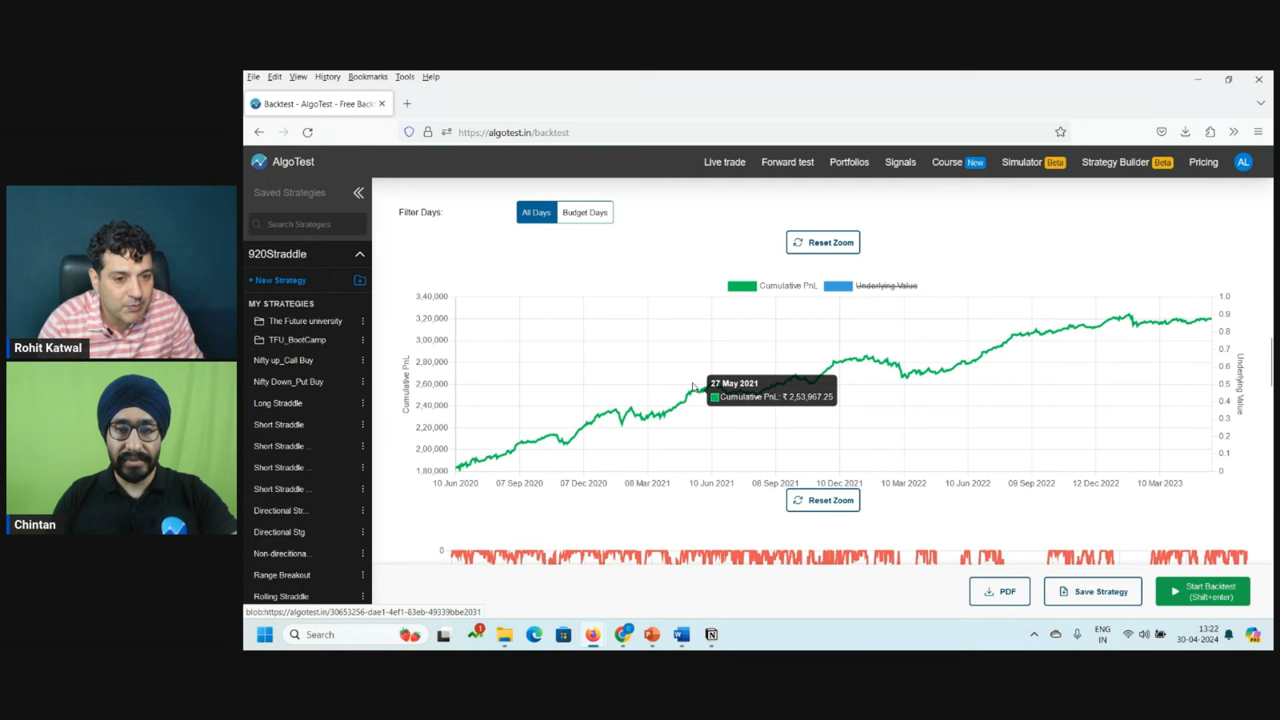 File Edit View History Bookmarks Tools Help
Backtest - AlgoTest - Free Back
https://algotest.in/backtest
AlgoTest
Live trade Forward test Portfolios Signals Course New Simulator Beta Strategy Builder Beta Pricing AL
Saved Strategies
Search Strategies
920Straddle
+ New Strategy
MY STRATEGIES
The Future university
TFU_BootCamp
Nifty up_Call Buy
Nifty Down_Put Buy
Long Straddle
Short Straddle
Short Straddle ...
Short Straddle ...
Short Straddle ...
Directional Str...
Directional Stg
Non-directiona...
Range Breakout
Rolling Straddle
Filter Days: All Days Budget Days
Reset Zoom
Cumulative PnL Underlying Value
3,40,000
3,20,000
3,00,000
2,80,000
2,60,000
2,40,000
2,20,000
2,00,000
1,80,000
Cumulative PnL
27 May 2021
Cumulative PnL: ₹ 2,53,967.25
1.0
0.9
0.8
0.7
0.6
0.5
0.4
0.3
0.2
0.1
0
Underlying Value
10 Jun 2020 07 Sep 2020 07 Dec 2020 08 Mar 2021 10 Jun 2021 08 Sep 2021 10 Dec 2021 10 Mar 2022 10 Jun 2022 09 Sep 2022 12 Dec 2022 10 Mar 2023
Reset Zoom
0
PDF Save Strategy Start Backtest
(Shift+enter)
blob:https://algotest.in/30653256-dae1-4ef1-83eb-49339bbe2031
Search
1
ENG
IN
13:22
30-04-2024
Rohit Katwal
Chintan